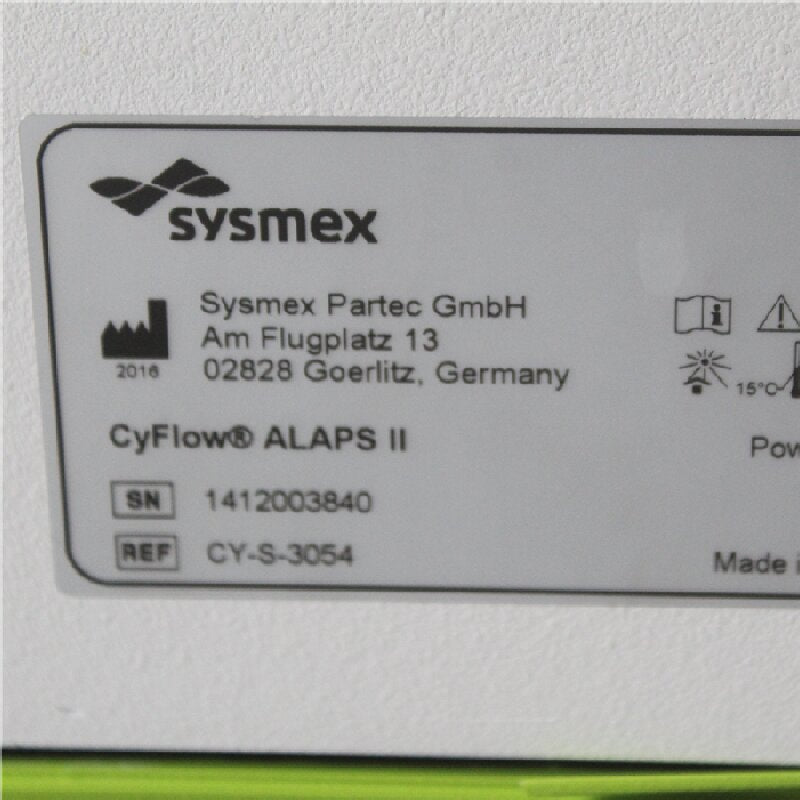 sysmex
Sysmex Partec GmbH
Am Flugplatz 13
02828 Goerlitz, Germany
2016
CyFlow® ALAPS II
SN 1412003840
REF CY-S-3054
15°C
Made